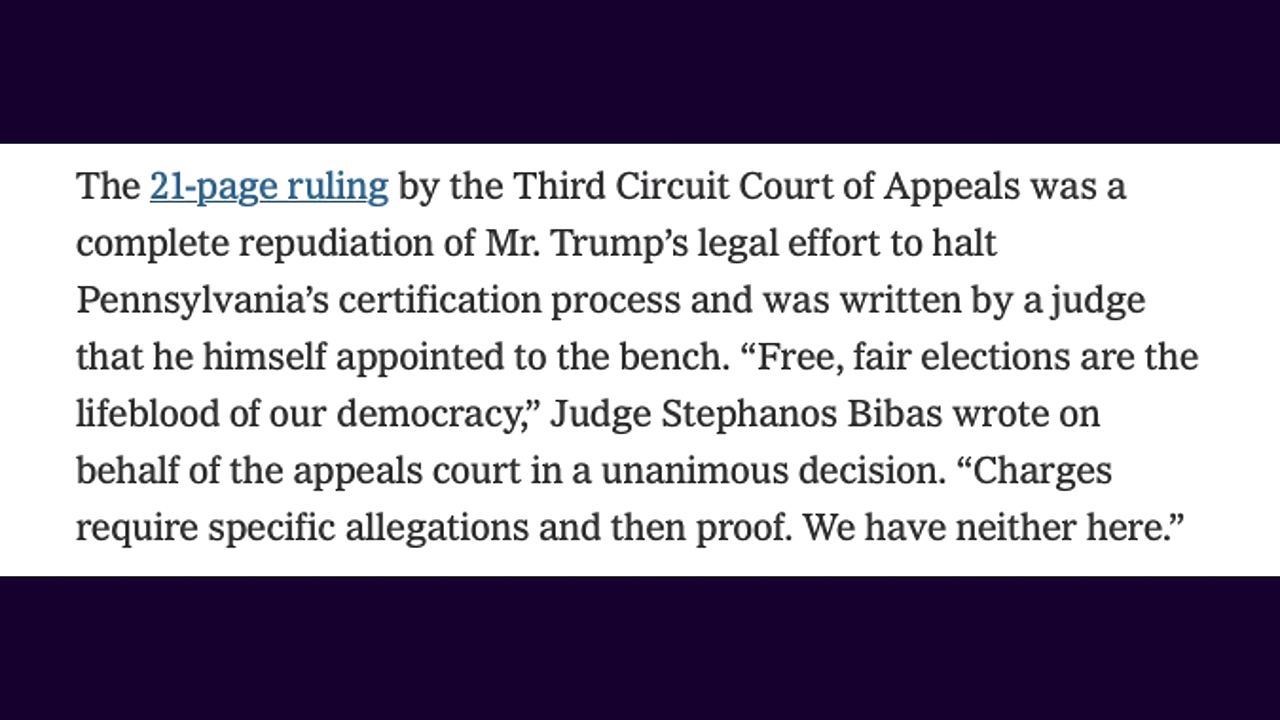 The 21-page ruling by the Third Circuit Court of Appeals was a
complete repudiation of Mr. Trump’s legal effort to halt
Pennsylvania’s certification process and was written by a judge
that he himself appointed to the bench. “Free, fair elections are the
lifeblood of our democracy,” Judge Stephanos Bibas wrote on
behalf of the appeals court in a unanimous decision. “Charges
require specific allegations and then proof. We have neither here.”